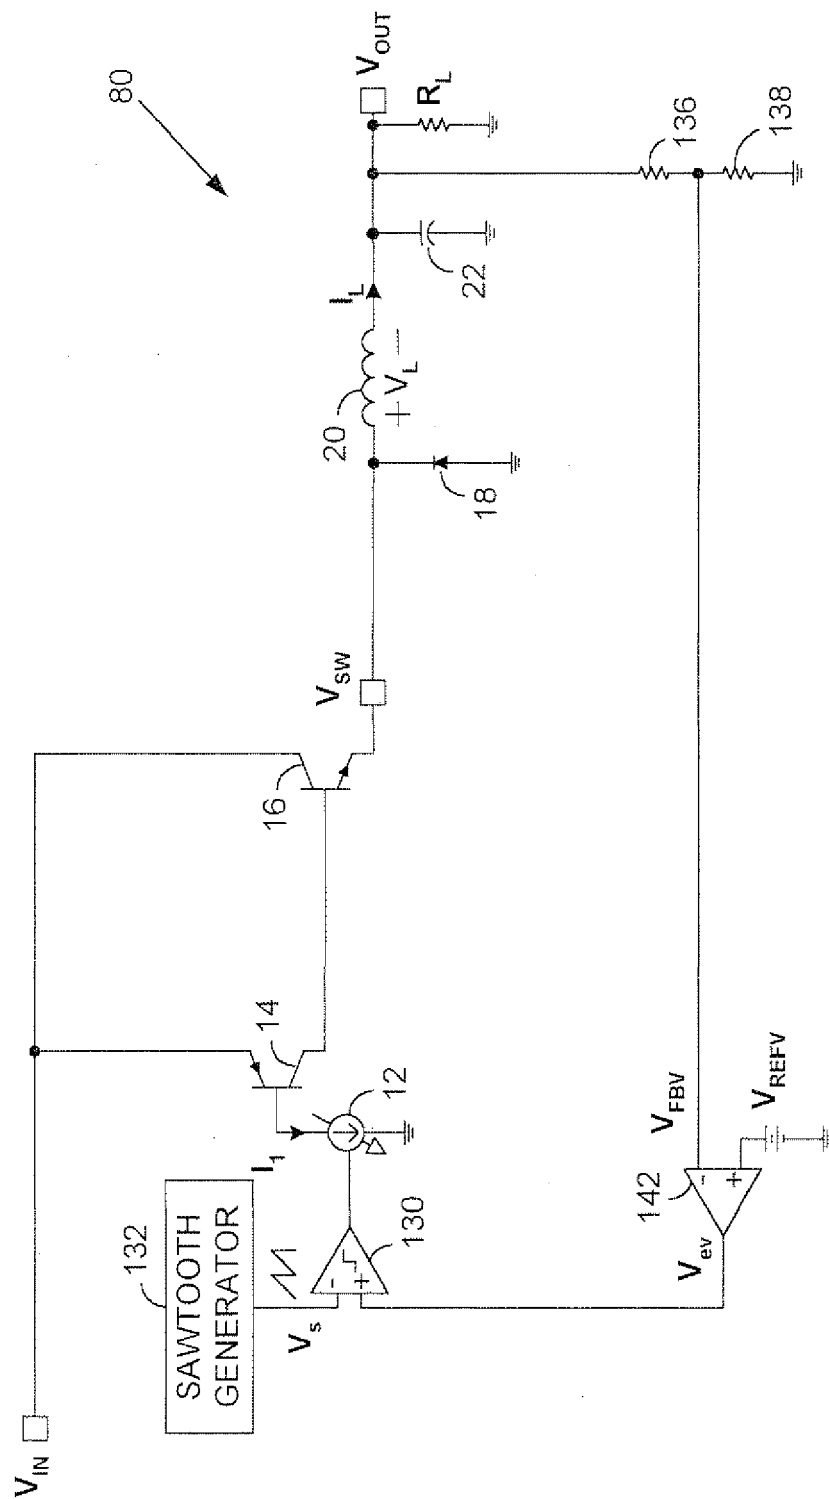 80
V_IN
132
SAWTOOTH
GENERATOR
V_s
-
+
130
I_1
12
14
16
V_SW
18
20
+ V_L −
I_L
22
V_OUT
R_L
136
138
V_FBV
V_REFV
142
-
+
V_ev